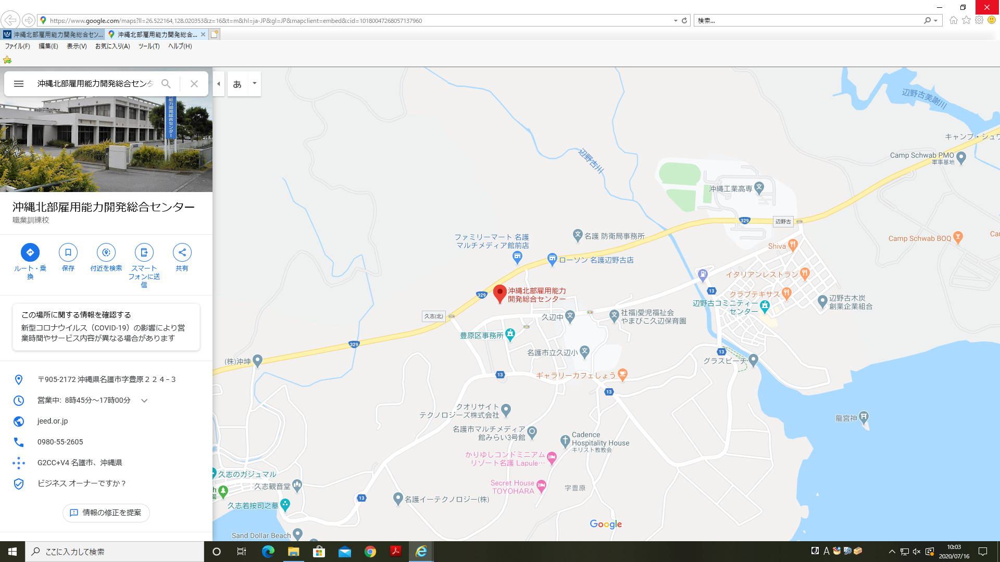 https://www.google.com/maps?ll=26.522164,128.020353&z=16&t=m&hl=ja-JP&gl=JP&mapclient=embed&cid=10180047268057137960
検索...
沖縄北部雇用能力開発総合セン...
沖縄北部雇用能力開発総合...
ファイル(F) 編集(E) 表示(V) お気に入り(A) ツール(T) ヘルプ(H)
沖縄北部雇用能力開発総合センタ
あ
能力開発総合センター
沖縄北部雇用能力開発総合センター
職業訓練校
ルート・乗換
保存
付近を検索
スマートフォンに送信
共有
この場所に関する情報を確認する
新型コロナウイルス（COVID-19）の影響により営
業時間やサービス内容が異なる場合があります
〒905-2172 沖縄県名護市字豊原２２４−３
営業中: 8時45分～17時00分
jeed.or.jp
0980-55-2605
G2CC+V4 名護市、沖縄県
ビジネス オーナーですか？
情報の修正を提案
辺野古美謝川
キャンプ・シュワ
Camp Schwab PMO
軍事基地
辺野古川
沖縄工業高専
329
辺野古
ファミリーマート 名護
マルチメディア館前店
名護 防衛局事務所
Shiva
Camp Schwab BOQ
Ca
ローソン 名護辺野古店
イタリアンレストラン
329
沖縄北部雇用能力
開発総合センター
13
クラブテキサス
辺野古コミニティー
センター
辺野古木炭
創業企業組合
久志(北)
久辺中
社福)愛児福祉会
やまびこ久辺保育園
豊原区事務所
329
名護市立久辺小
13
グラスビーチ
(株)沖坤
13
ギャラリーカフェしょう
13
クオリサイト
テクノロジーズ株式会社
龍宮神
名護市マルチメディア
館みらい3号館
Cadence
Hospitality House
キリスト教教会
かりゆしコンドミニアム
リゾート名護 Lapule…
久志のガジュマル
久志観音堂
Secret House
TOYOHARA
字豊原
h
園
13
名護イーテクノロジー(株)
久志若按司之墓
Google
Sand Dollar Beach
ここに入力して検索
A
10:03
2020/07/16